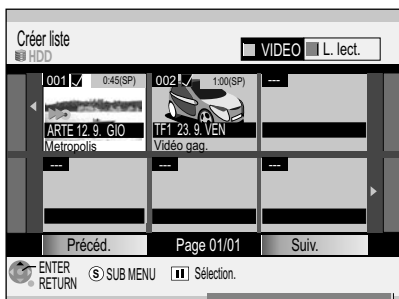 Créer liste
HDD
VIDEO L. lect.
001 0:45(SP) 002 1:00(SP) ---
ARTE 12. 9. GIO TF1 23. 9. VEN
Metropolis Vidéo gag.
--- --- ---
Précéd. Page 01/01 Suiv.
ENTER
RETURN
S SUB MENU Sélection.